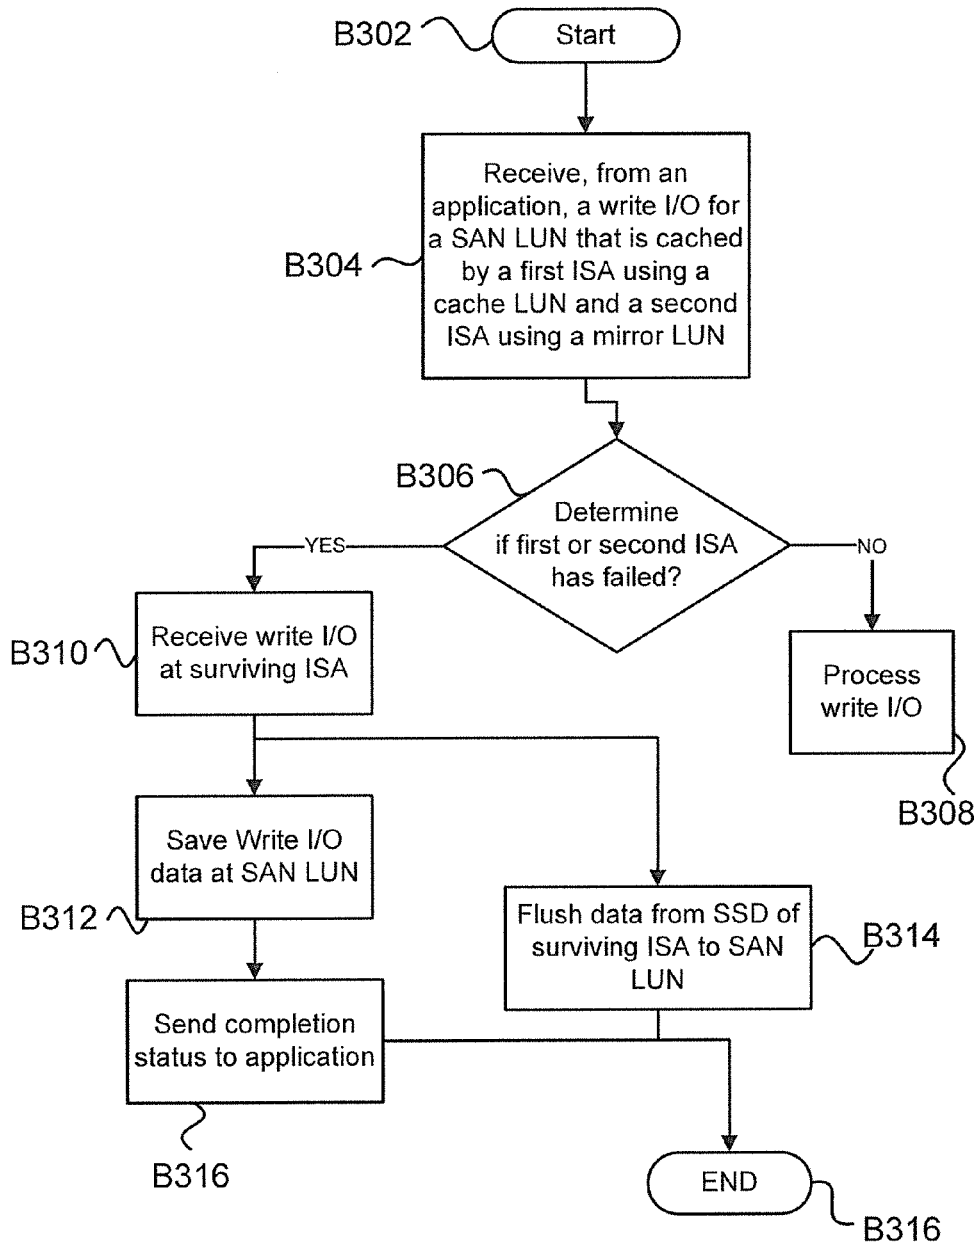 B302
Start
Receive, from an
application, a write I/O for
a SAN LUN that is cached
by a first ISA using a
cache LUN and a second
ISA using a mirror LUN
B304
B306
Determine
if first or second ISA
has failed?
YES
NO
B310
Receive write I/O
at surviving ISA
Process
write I/O
B308
Save Write I/O
data at SAN LUN
B312
Flush data from SSD of
surviving ISA to SAN
LUN
B314
Send completion
status to application
B316
END
B316